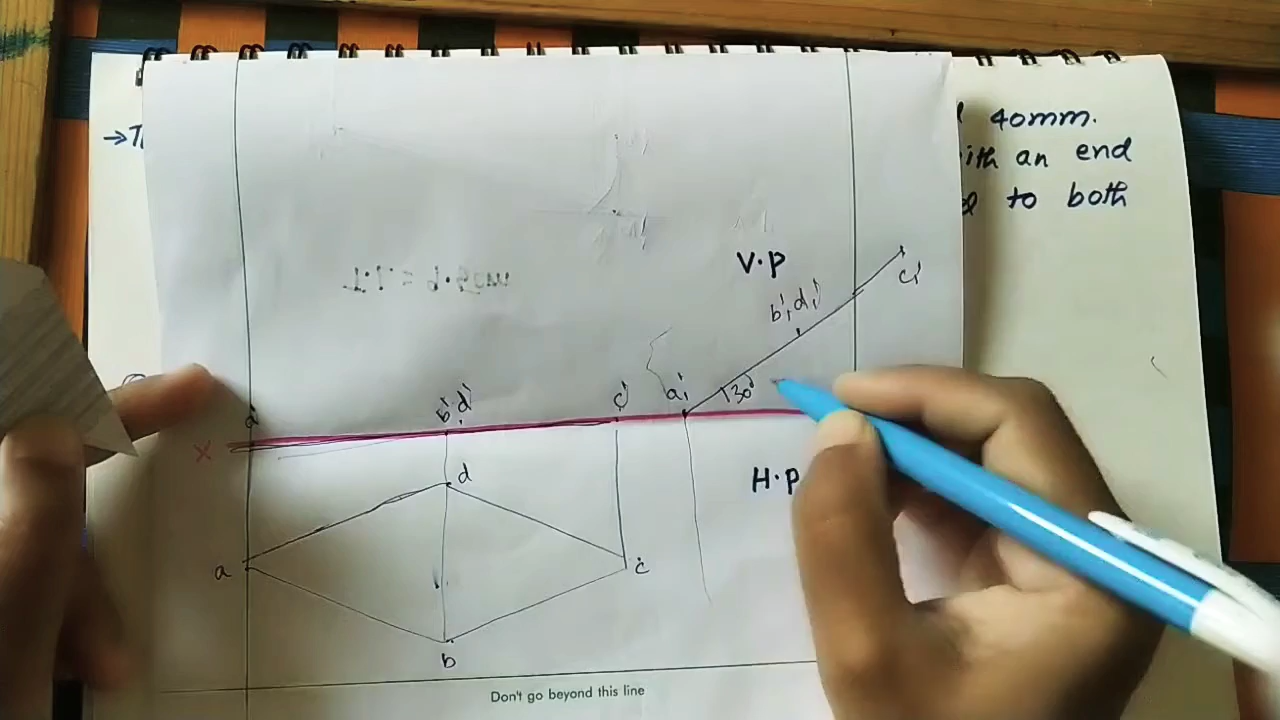 40mm.
ith an end
to both
V.P
c₁'
b₁'d₁'
a' b'd' c' a₁' 30°
X
d
H.P
a c
b
Don't go beyond this line